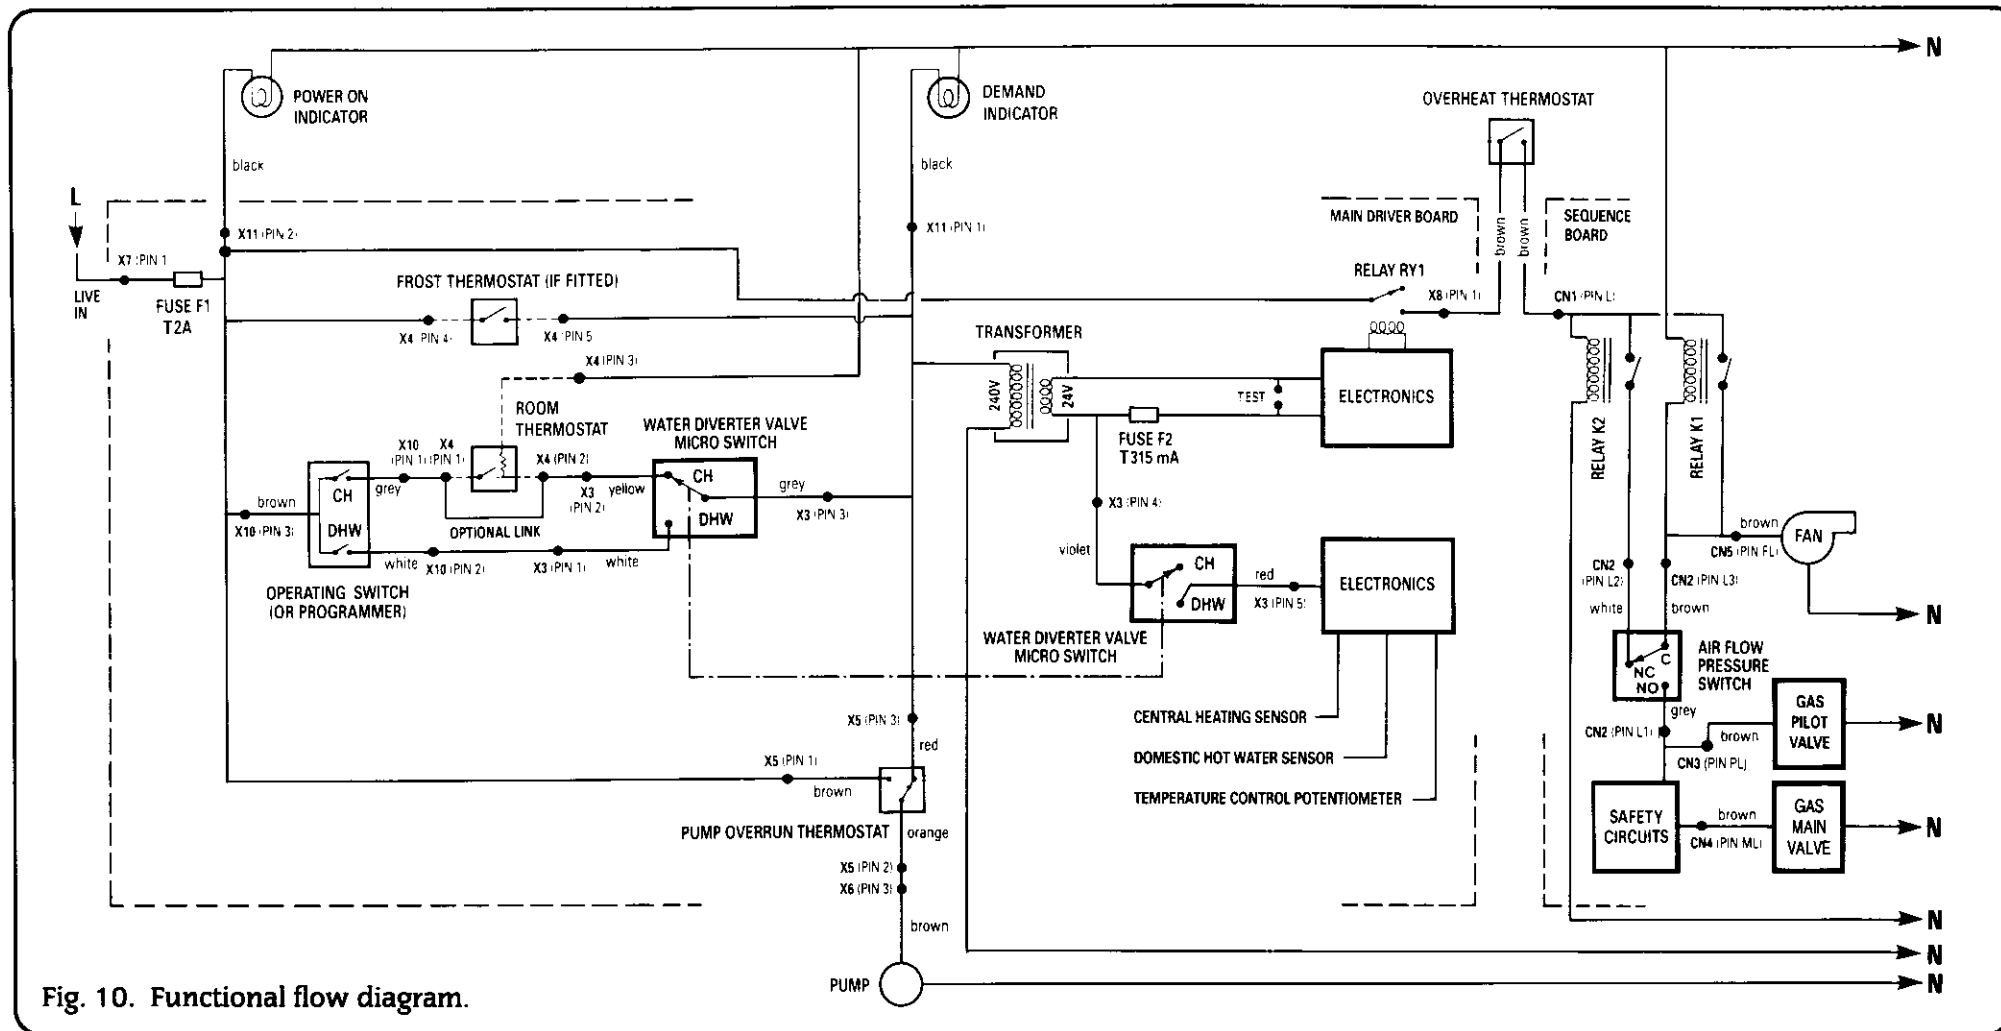 N
POWER ON
INDICATOR
DEMAND
INDICATOR
OVERHEAT THERMOSTAT
black
black
L
X11 (PIN 2)
X11 (PIN 1)
MAIN DRIVER BOARD
brown
brown
SEQUENCE
BOARD
X7 (PIN 1
LIVE
IN
FUSE F1
T2A
FROST THERMOSTAT (IF FITTED)
RELAY RY1
X8 (PIN 1)
CN1 (PIN L)
X4 (PIN 4)
X4 (PIN 5
TRANSFORMER
X4 (PIN 3)
240V
24V
TEST
ELECTRONICS
RELAY K2
RELAY K1
ROOM
THERMOSTAT
WATER DIVERTER VALVE
MICRO SWITCH
FUSE F2
T315 mA
X10
(PIN 1)
X4
(PIN 1)
X4 (PIN 2)
grey
CH
DHW
X3
(PIN 2)
yellow
CH
DHW
grey
X3 (PIN 3)
brown
X10 (PIN 3)
OPTIONAL LINK
white
X10 (PIN 2)
X3 (PIN 1)
white
OPERATING SWITCH
(OR PROGRAMMER)
X3 (PIN 4)
violet
CH
DHW
red
X3 (PIN 5)
ELECTRONICS
brown
FAN
CN5 (PIN FL)
CN2
(PIN L2)
CN2 (PIN L3)
white
brown
N
WATER DIVERTER VALVE
MICRO SWITCH
C
NC
NO
AIR FLOW
PRESSURE
SWITCH
grey
CN2 (PIN L1)
brown
CN3 (PIN PL)
GAS
PILOT
VALVE
N
X5 (PIN 3)
red
CENTRAL HEATING SENSOR
DOMESTIC HOT WATER SENSOR
TEMPERATURE CONTROL POTENTIOMETER
X5 (PIN 1)
brown
PUMP OVERRUN THERMOSTAT
orange
SAFETY
CIRCUITS
brown
CN4 (PIN ML)
GAS
MAIN
VALVE
N
X5 (PIN 2)
X6 (PIN 3)
brown
N
N
PUMP
N
Fig. 10. Functional flow diagram.